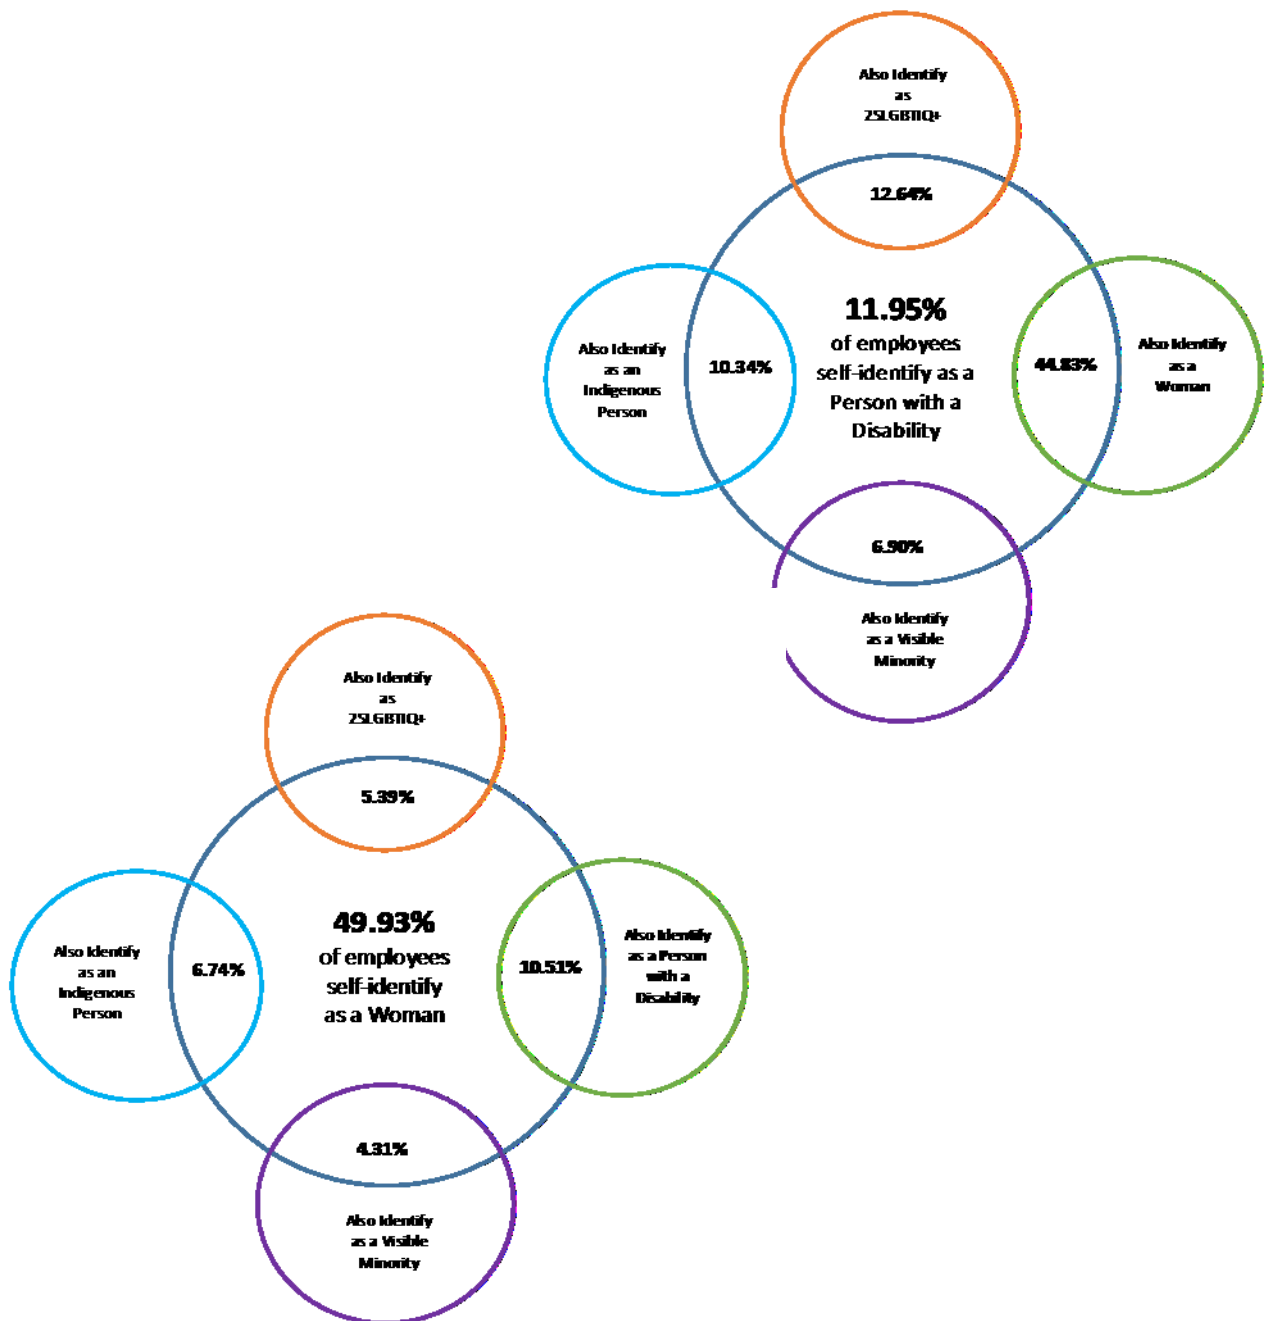 Also Identify
as
2SLGBTIQ+
12.64%
11.95%
of employees
self-identify as a
Person with a
Disability
Also Identify
as an
Indigenous
Person
10.34%
44.83%
Also Identify
as a
Woman
6.90%
Also Identify
as a Visible
Minority
Also Identify
as
2SLGBTIQ+
5.39%
49.93%
of employees
self-identify
as a Woman
Also Identify
as an
Indigenous
Person
6.74%
10.51%
Also Identify
as a Person
with a
Disability
4.31%
Also Identify
as a Visible
Minority